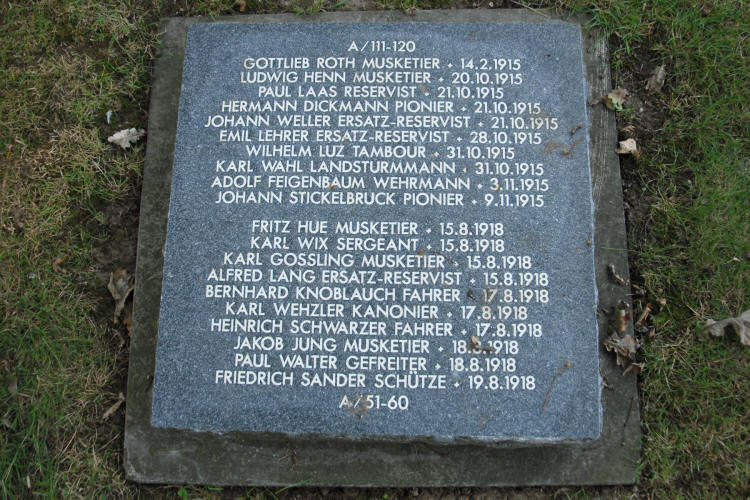 A/111-120
GOTTLIEB ROTH MUSKETIER + 14.2.1915
LUDWIG HENN MUSKETIER + 20.10.1915
PAUL LAAS RESERVIST + 21.10.1915
HERMANN DICKMANN PIONIER + 21.10.1915
JOHANN WELLER ERSATZ-RESERVIST + 21.10.1915
EMIL LEHRER ERSATZ-RESERVIST + 28.10.1915
WILHELM LUZ TAMBOUR + 31.10.1915
KARL WAHL LANDSTURMMANN + 31.10.1915
ADOLF FEIGENBAUM WEHRMANN + 3.11.1915
JOHANN STICKELBRUCK PIONIER + 9.11.1915
FRITZ HUE MUSKETIER + 15.8.1918
KARL WIX SERGEANT + 15.8.1918
KARL GOSSLING MUSKETIER + 15.8.1918
ALFRED LANG ERSATZ-RESERVIST + 15.8.1918
BERNHARD KNOBLAUCH FAHRER + 17.8.1918
KARL WEHZLER KANONIER + 17.8.1918
HEINRICH SCHWARZER FAHRER + 17.8.1918
JAKOB JUNG MUSKETIER + 18.8.1918
PAUL WALTER GEFREITER + 18.8.1918
FRIEDRICH SANDER SCHÜTZE + 19.8.1918
A/51-60